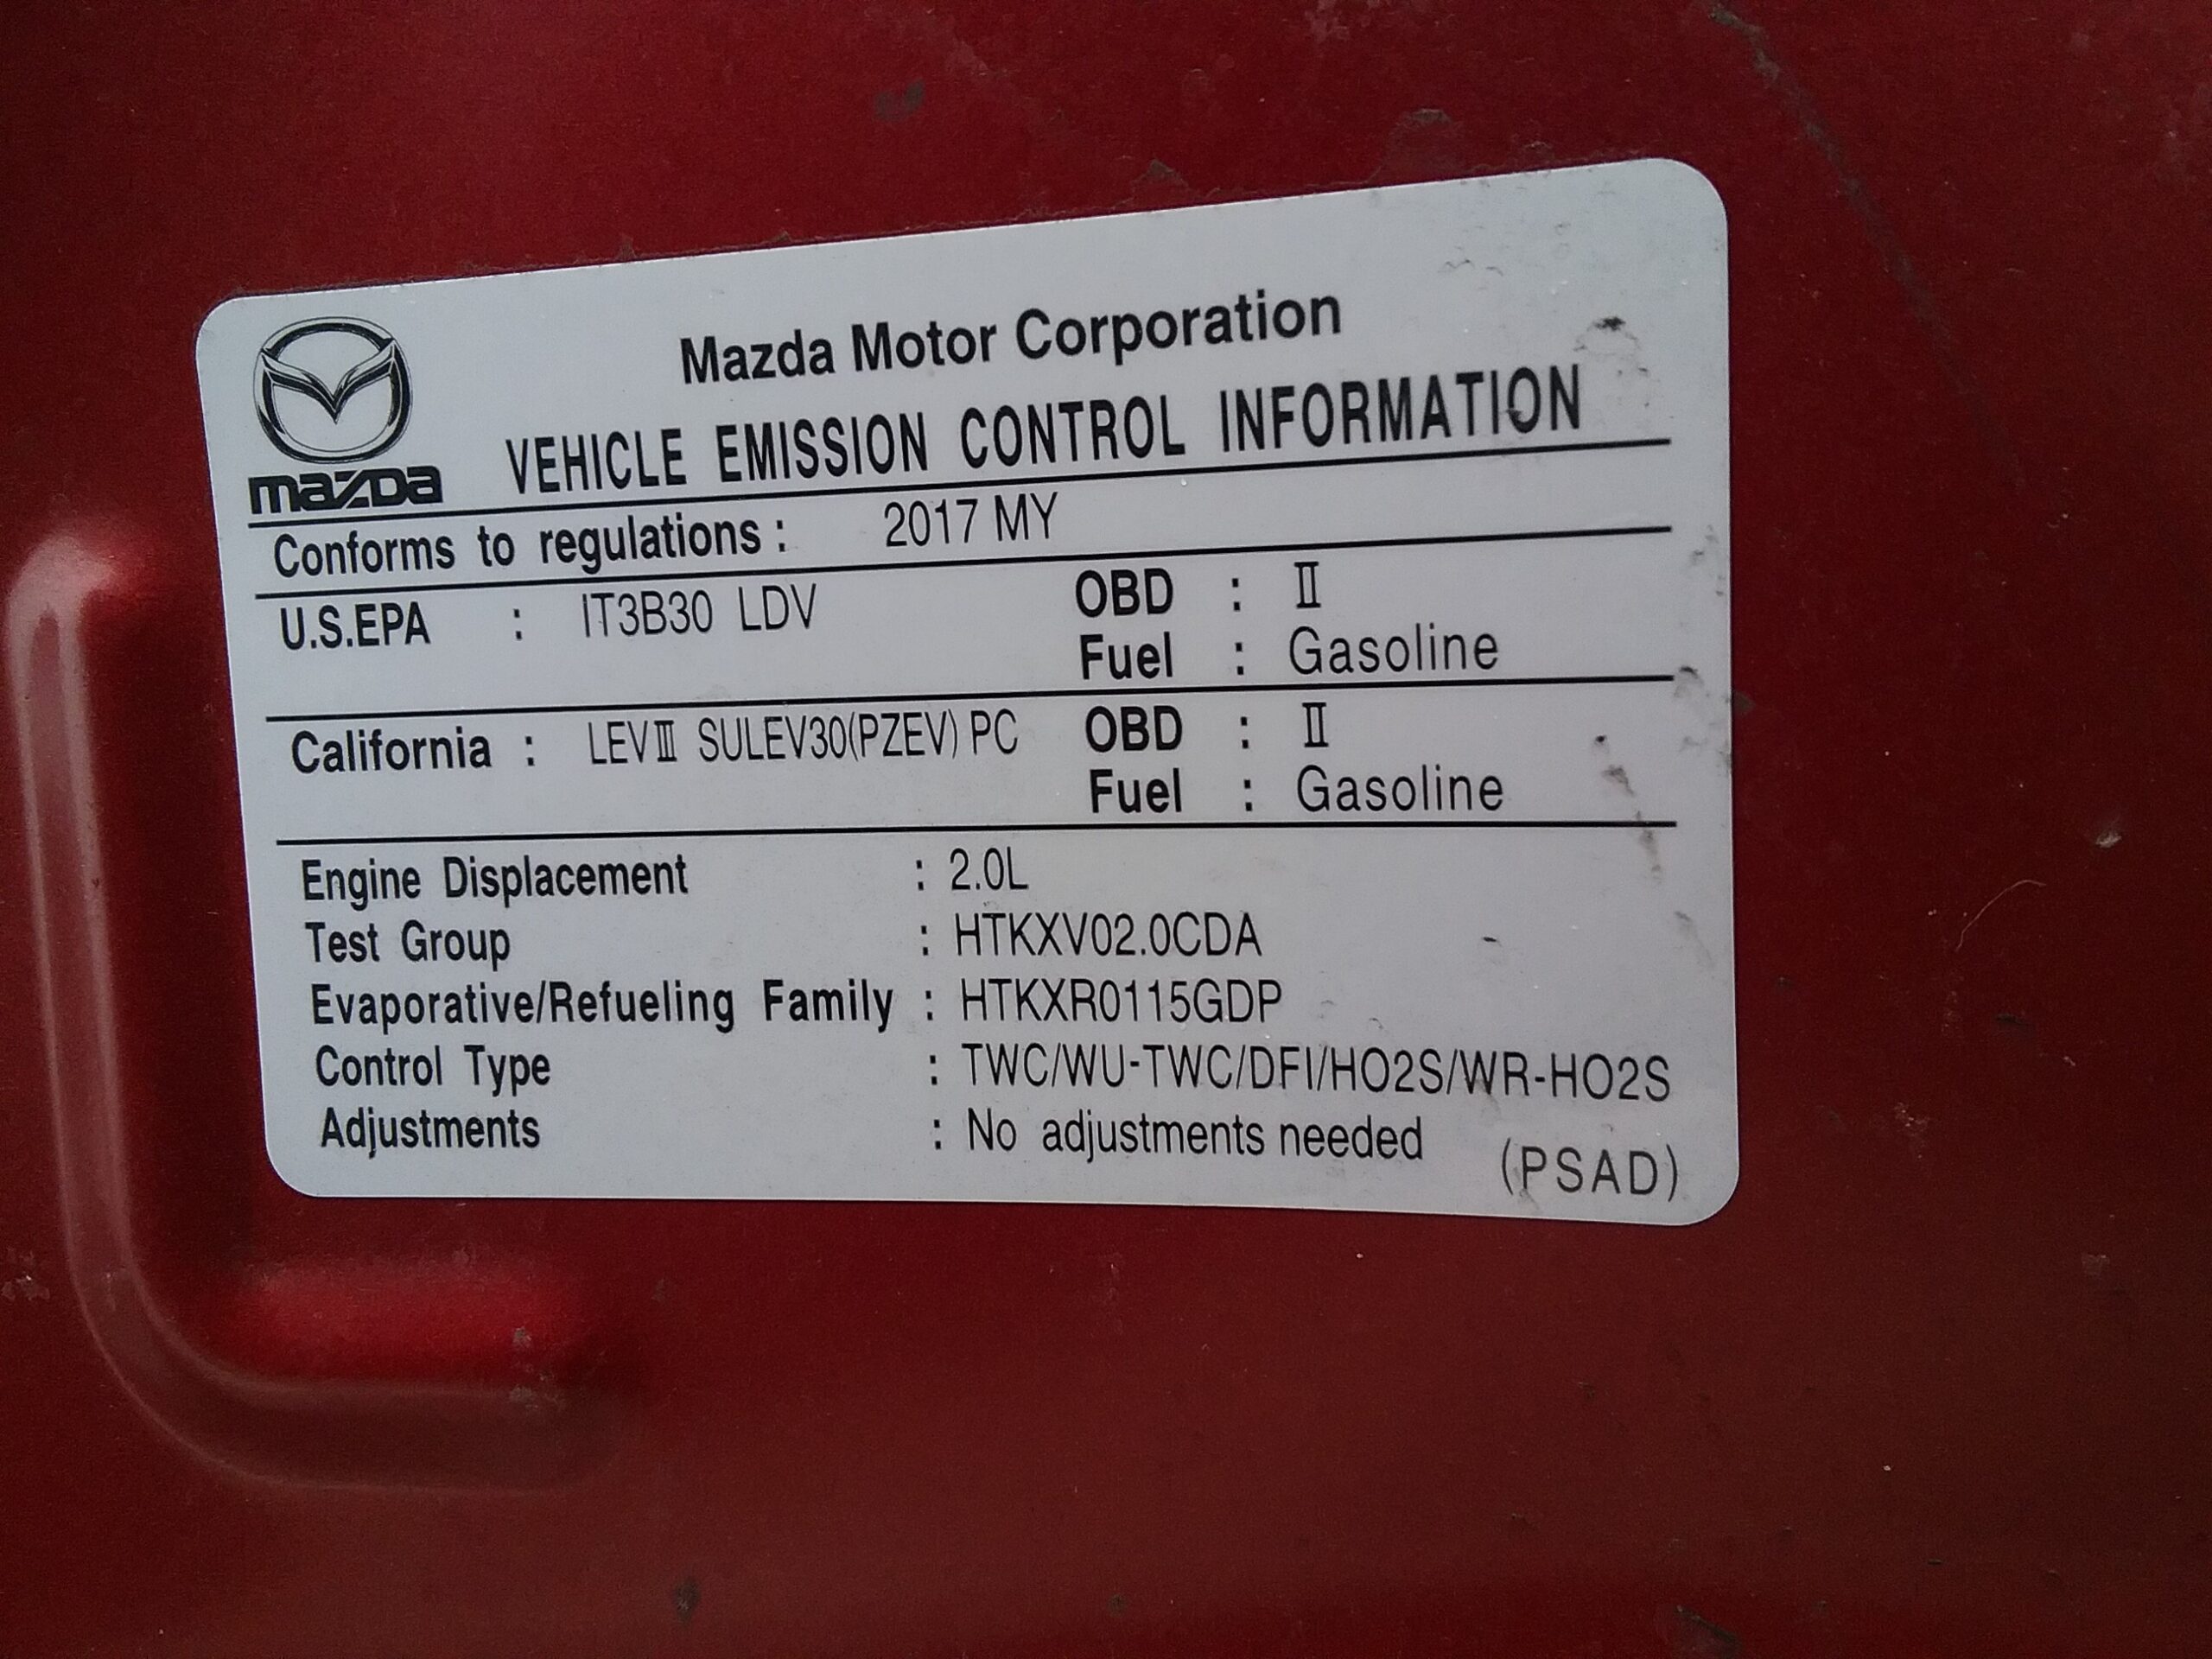 Mazda Motor Corporation
mazda VEHICLE EMISSION CONTROL INFORMATION
Conforms to regulations : 2017 MY
U.S.EPA : IT3B30 LDV OBD : Ⅱ
Fuel : Gasoline
California : LEVⅢ SULEV30(PZEV) PC OBD : Ⅱ
Fuel : Gasoline
Engine Displacement : 2.0L
Test Group : HTKXV02.0CDA
Evaporative/Refueling Family : HTKXR0115GDP
Control Type : TWC/WU-TWC/DFI/HO2S/WR-HO2S
Adjustments : No adjustments needed
(PSAD)